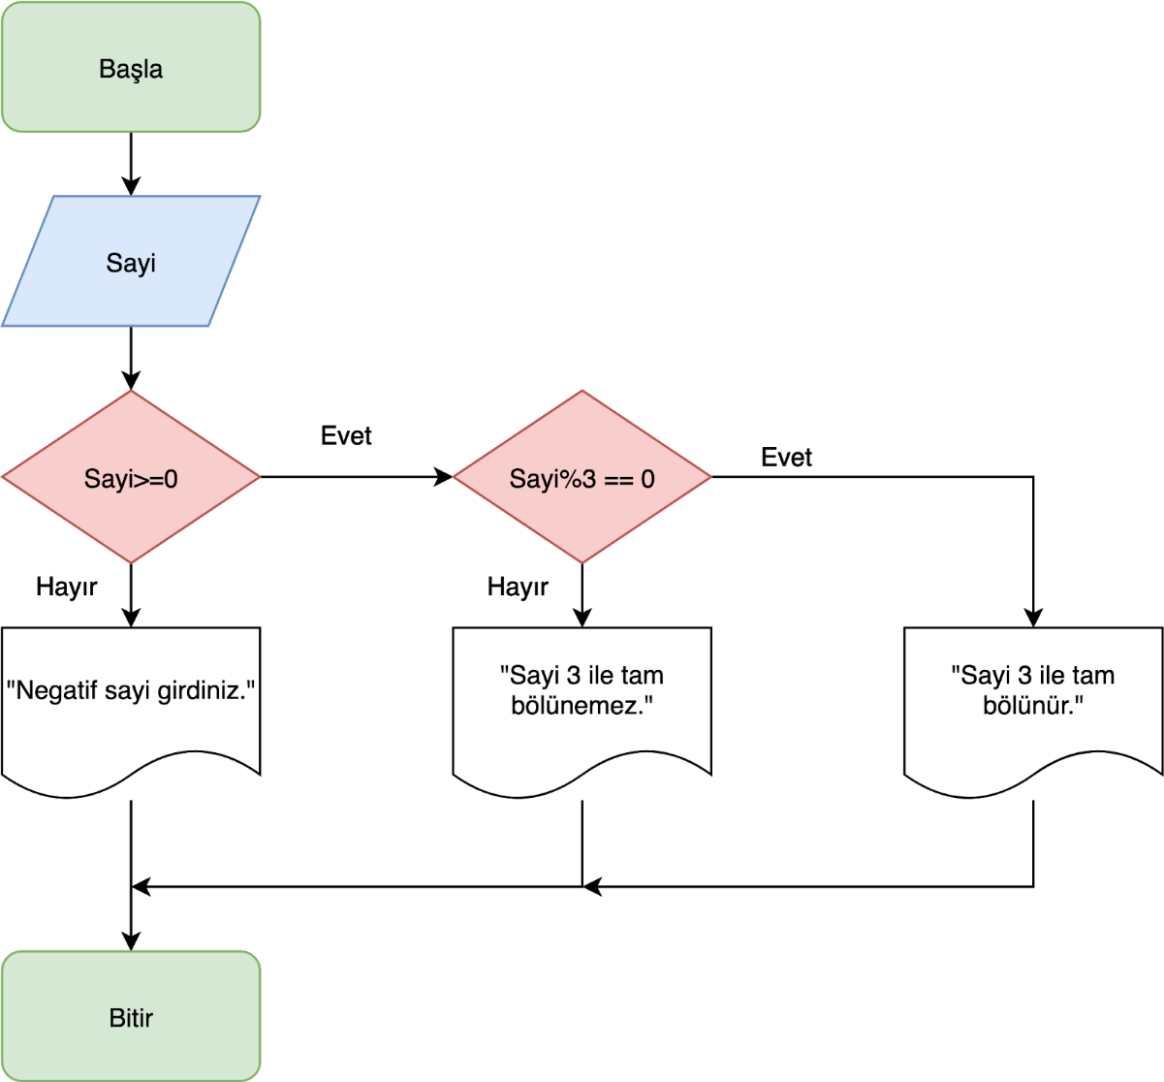 Başla
Sayi
Sayi>=0
Evet
Sayi%3 == 0
Evet
Hayır
Hayır
"Negatif sayi girdiniz."
"Sayi 3 ile tam
bölünemez."
"Sayi 3 ile tam
bölünür."
Bitir